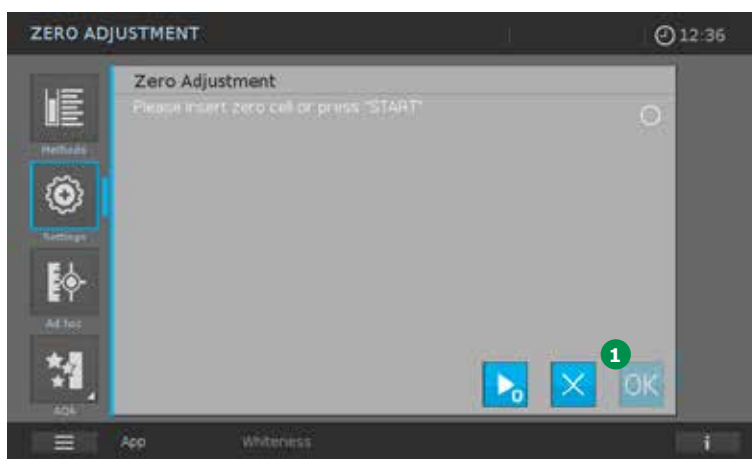 ZERO ADJUSTMENT
12:36
Zero Adjustment
Please insert zero cell or press "START"
Methods
Settings
Ad hoc
AQA
1
0
OK
App
Whiteness
i